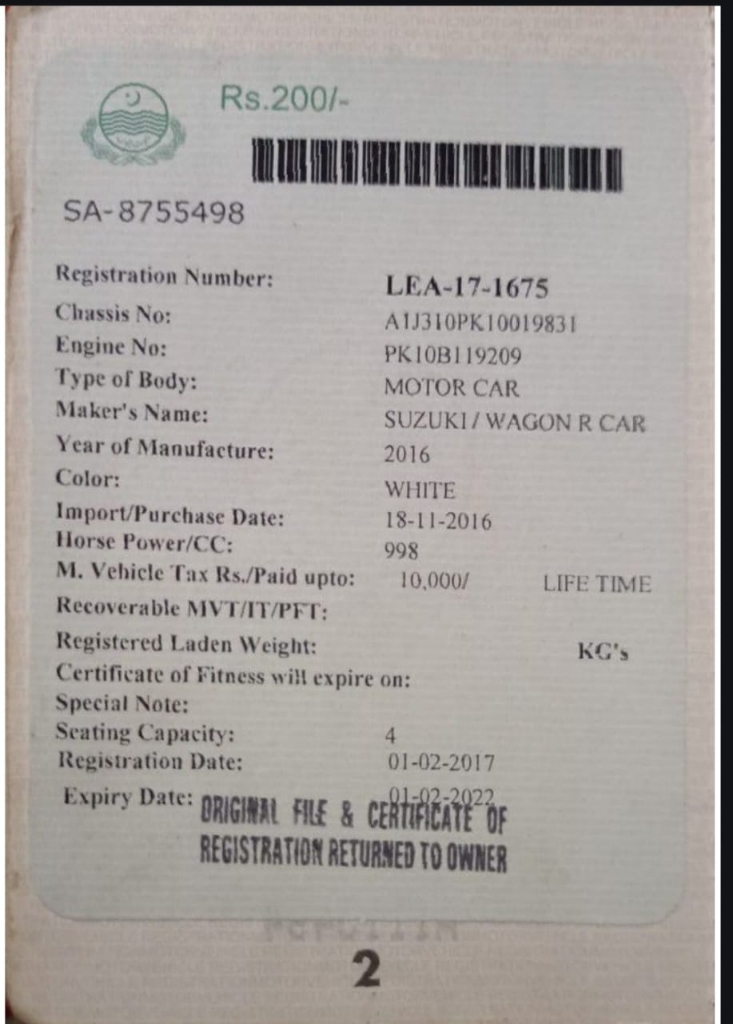 Rs.200/-
SA-8755498
Registration Number: LEA-17-1675
Chassis No: A1J310PK10019831
Engine No: PK10B119209
Type of Body: MOTOR CAR
Maker's Name: SUZUKI / WAGON R CAR
Year of Manufacture: 2016
Color: WHITE
Import/Purchase Date: 18-11-2016
Horse Power/CC: 998
M. Vehicle Tax Rs./Paid upto: 10,000/ LIFE TIME
Recoverable MVT/IT/PFT:
Registered Laden Weight: KG's
Certificate of Fitness will expire on:
Special Note:
Seating Capacity: 4
Registration Date: 01-02-2017
Expiry Date: 01-02-2022
ORIGINAL FILE & CERTIFICATE OF
REGISTRATION RETURNED TO OWNER
2